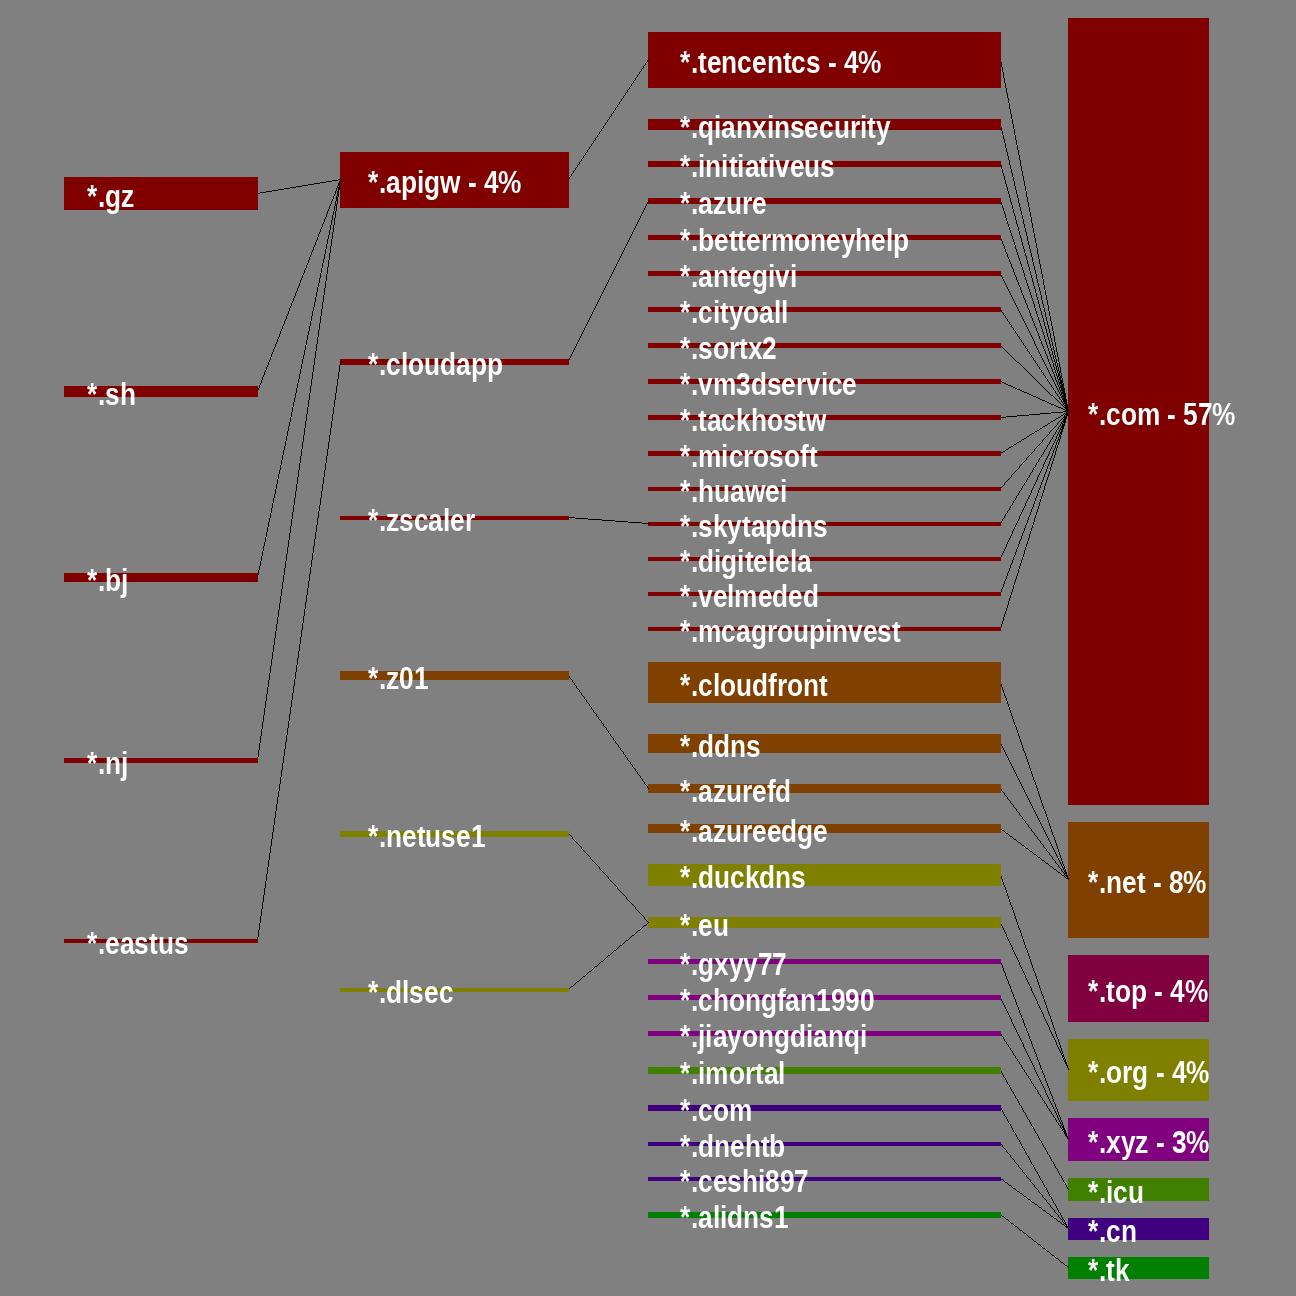 *.gz
*.sh
*.bj
*.nj
*.eastus
*.apigw - 4%
*.cloudapp
*.zscaler
*.z01
*.netuse1
*.dlsec
*.tencentcs - 4%
*.qianxinsecurity
*.initiativeus
*.azure
*.bettermoneyhelp
*.antegivi
*.cityoall
*.sortx2
*.vm3dservice
*.tackhostw
*.microsoft
*.huawei
*.skytapdns
*.digitelela
*.velmeded
*.mcagroupinvest
*.cloudfront
*.ddns
*.azurefd
*.azureedge
*.duckdns
*.eu
*.gxyy77
*.chongfan1990
*.jiayongdianqi
*.imortal
*.com
*.dnehtb
*.ceshi897
*.alidns1
*.com - 57%
*.net - 8%
*.top - 4%
*.org - 4%
*.xyz - 3%
*.icu
*.cn
*.tk